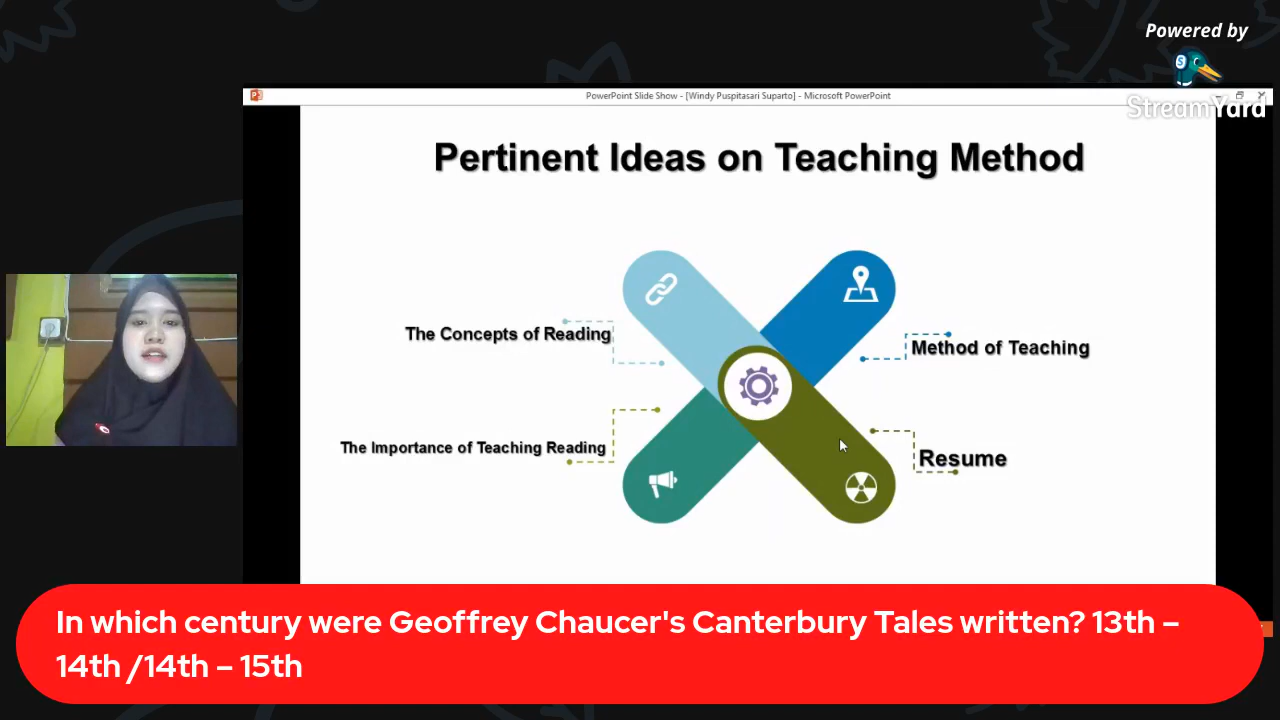 Powered by
StreamYard
PowerPoint Slide Show - [Windy Puspitasari Suparto] - Microsoft PowerPoint
Pertinent Ideas on Teaching Method
The Concepts of Reading
Method of Teaching
The Importance of Teaching Reading
Resume
In which century were Geoffrey Chaucer's Canterbury Tales written? 13th –
14th /14th – 15th